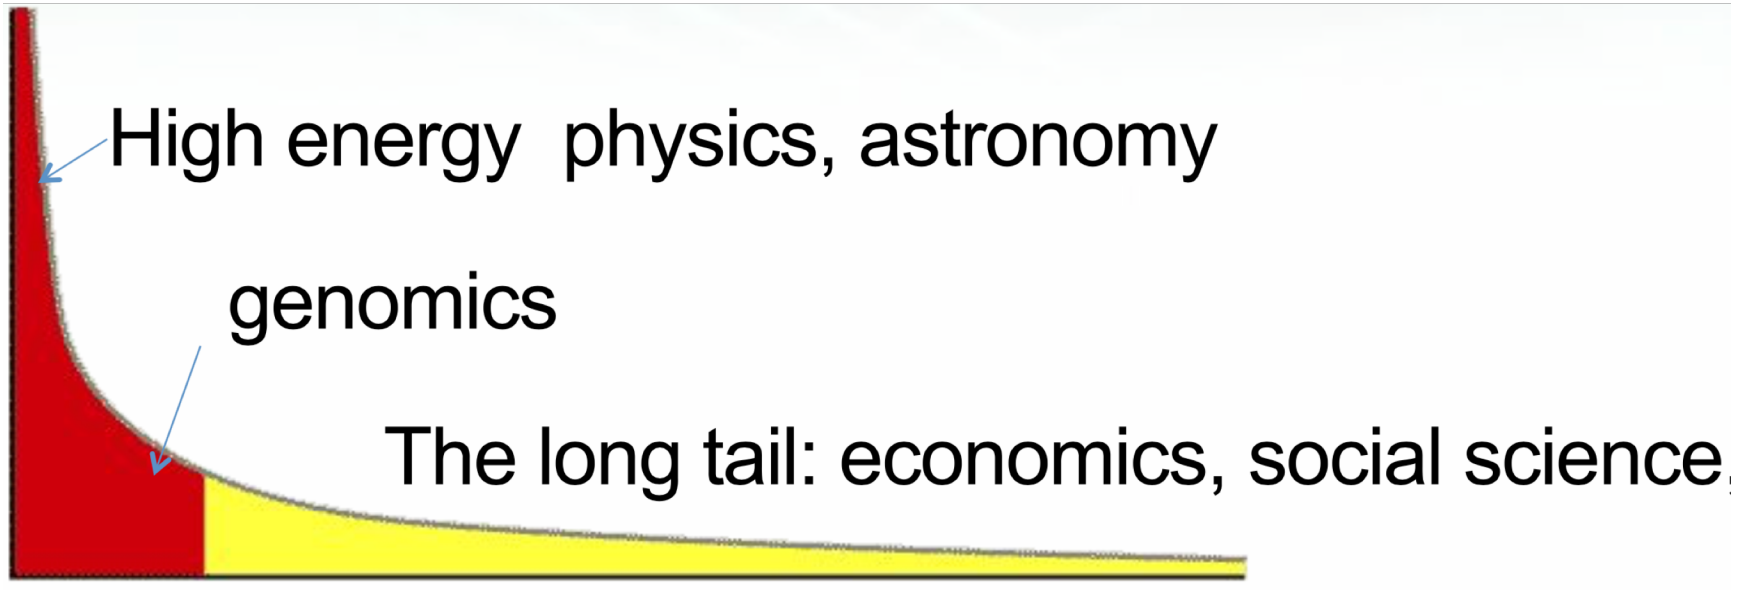 High energy  physics, astronomy
genomics
The long tail: economics, social science,